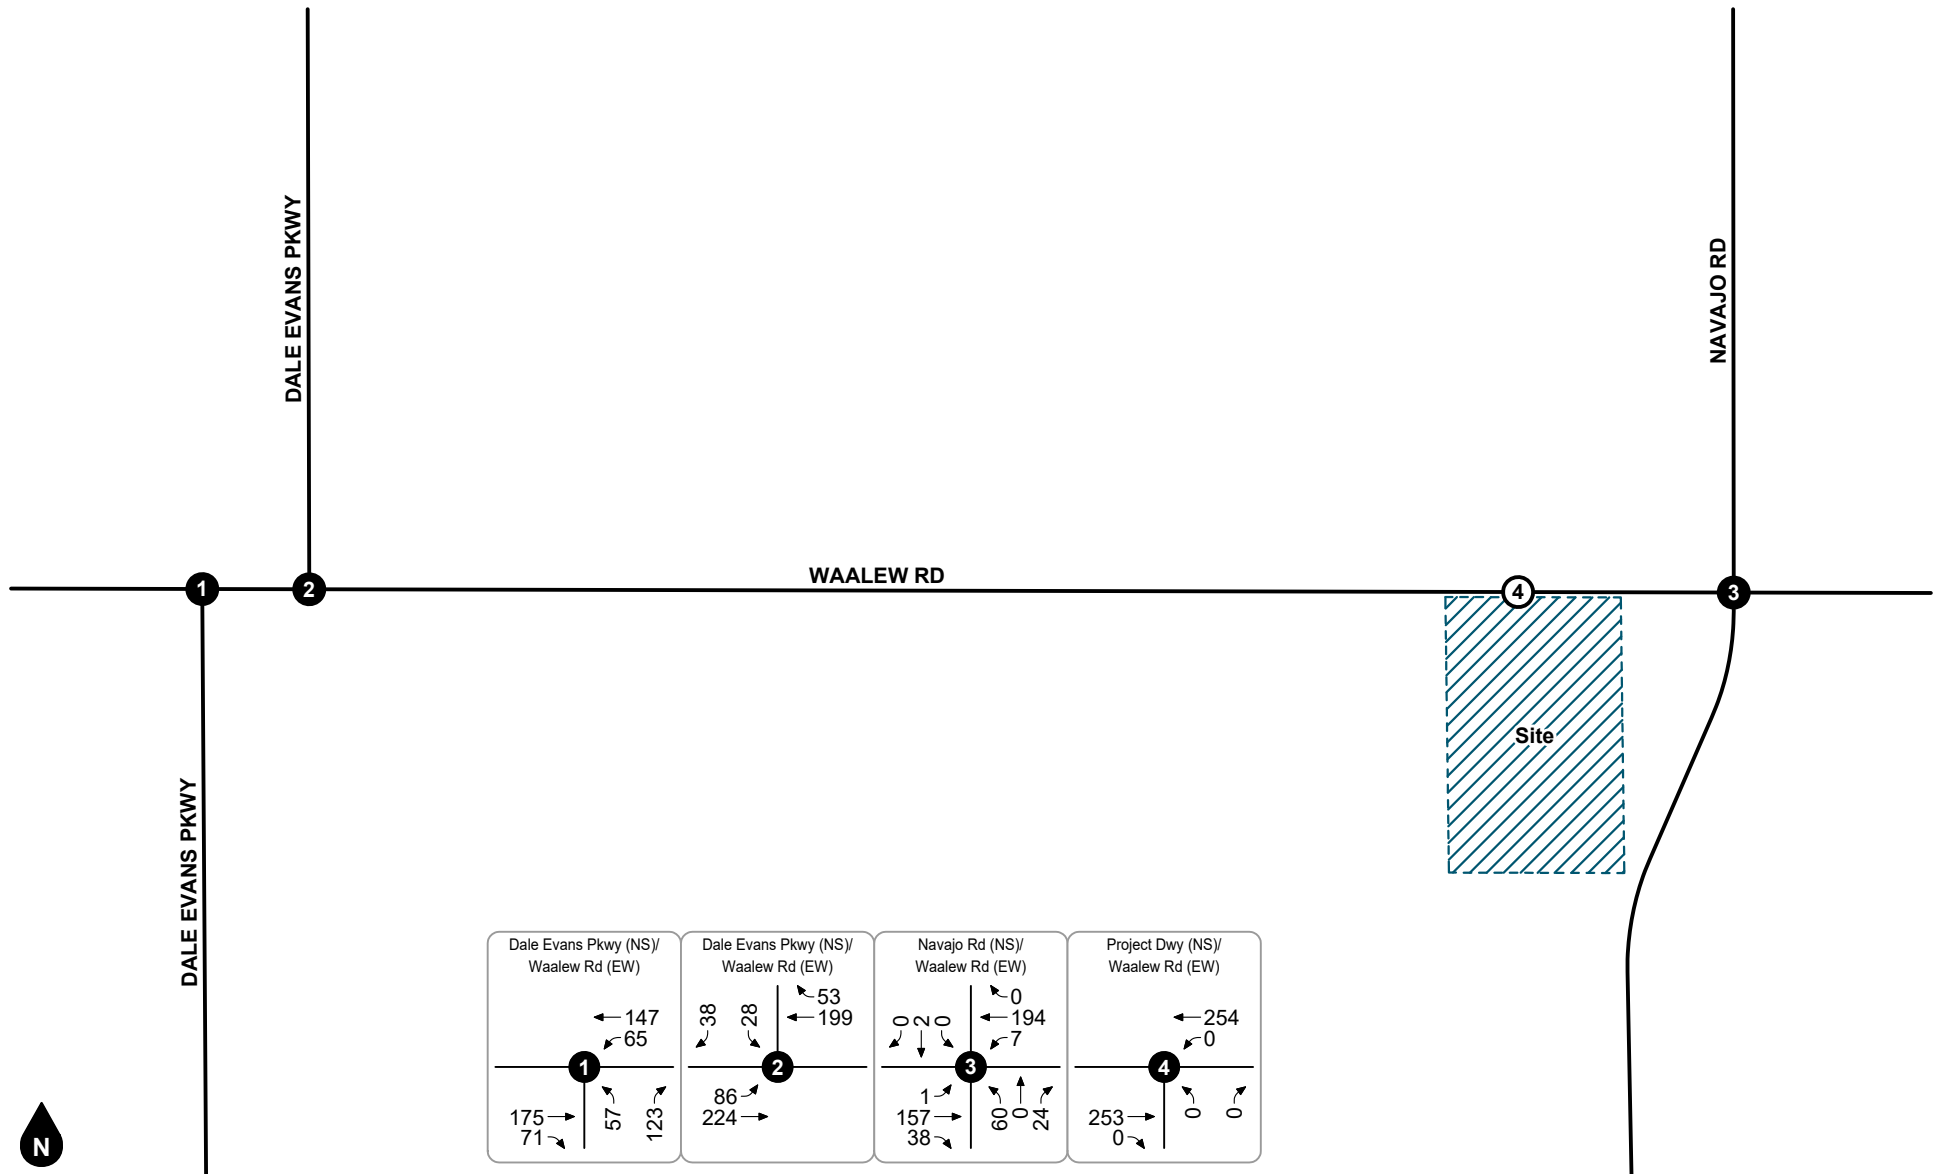 DALE EVANS PKWY
NAVAJO RD
WAALEW RD
1
2
4
3
Site
DALE EVANS PKWY
N
Dale Evans Pkwy (NS)/
Waalew Rd (EW)
147
65
1
175
71
57
123
Dale Evans Pkwy (NS)/
Waalew Rd (EW)
38
28
53
199
2
86
224
Navajo Rd (NS)/
Waalew Rd (EW)
0
2
0
0
194
7
3
1
157
38
60
0
24
Project Dwy (NS)/
Waalew Rd (EW)
254
0
4
253
0
0
0